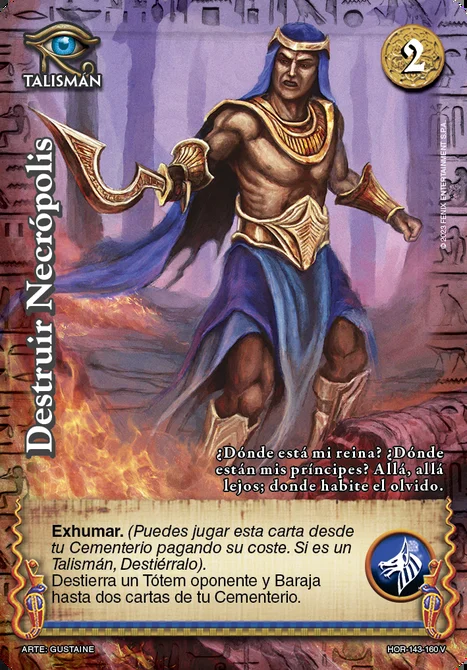 TALISMÁN
2
Destruir Necrópolis
© 2023 FENIX ENTERTAINMENT S.P.A.
¿Dónde está mi reina? ¿Dónde
están mis príncipes? Allá, allá
lejos; donde habite el olvido.
Exhumar. (Puedes jugar esta carta desde
tu Cementerio pagando su coste. Si es un
Talismán, Destiérralo).
Destierra un Tótem oponente y Baraja
hasta dos cartas de tu Cementerio.
ARTE: GUSTAINE
HOR-143-160 V